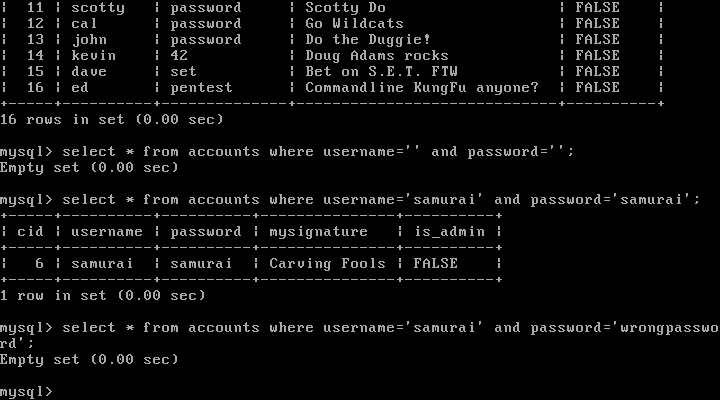 ¦  11 ¦ scotty   ¦ password ¦ Scotty Do                   ¦ FALSE    ¦
¦  12 ¦ cal      ¦ password ¦ Go Wildcats                 ¦ FALSE    ¦
¦  13 ¦ john     ¦ password ¦ Do the Duggie!              ¦ FALSE    ¦
¦  14 ¦ kevin    ¦ 42       ¦ Doug Adams rocks            ¦ FALSE    ¦
¦  15 ¦ dave     ¦ set      ¦ Bet on S.E.T. FTW           ¦ FALSE    ¦
¦  16 ¦ ed       ¦ pentest  ¦ Commandline KungFu anyone?  ¦ FALSE    ¦
+-----+----------+----------+-----------------------------+----------+
16 rows in set (0.00 sec)
mysql> select * from accounts where username='' and password='';
Empty set (0.00 sec)
mysql> select * from accounts where username='samurai' and password='samurai';
+-----+----------+----------+---------------+----------+
¦ cid ¦ username ¦ password ¦ mysignature   ¦ is_admin ¦
+-----+----------+----------+---------------+----------+
¦   6 ¦ samurai  ¦ samurai  ¦ Carving Fools ¦ FALSE    ¦
+-----+----------+----------+---------------+----------+
1 row in set (0.00 sec)
mysql> select * from accounts where username='samurai' and password='wrongpasswo
rd';
Empty set (0.00 sec)
mysql>